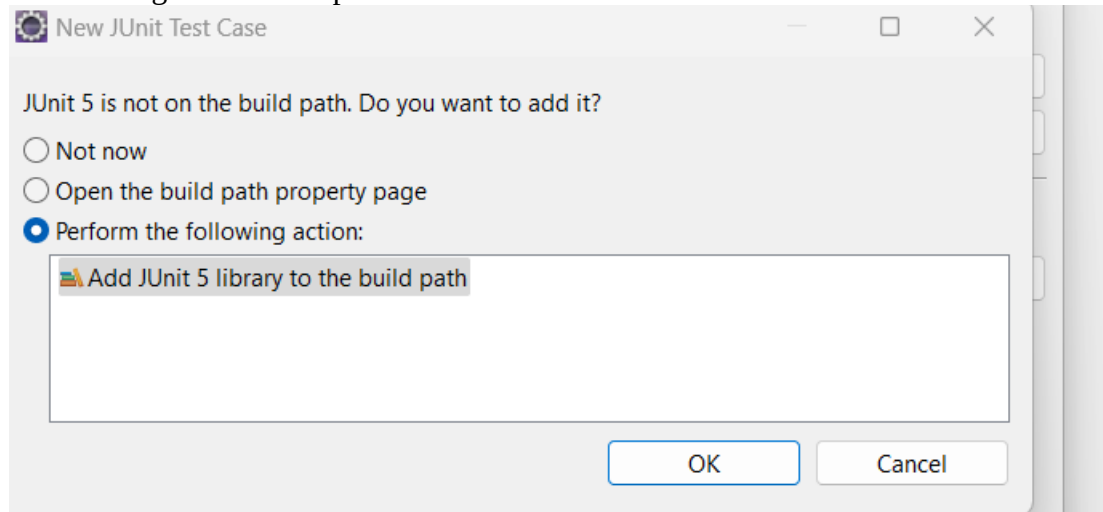 New JUnit Test Case
JUnit 5 is not on the build path. Do you want to add it?
Not now
Open the build path property page
Perform the following action:
Add JUnit 5 library to the build path
OK
Cancel